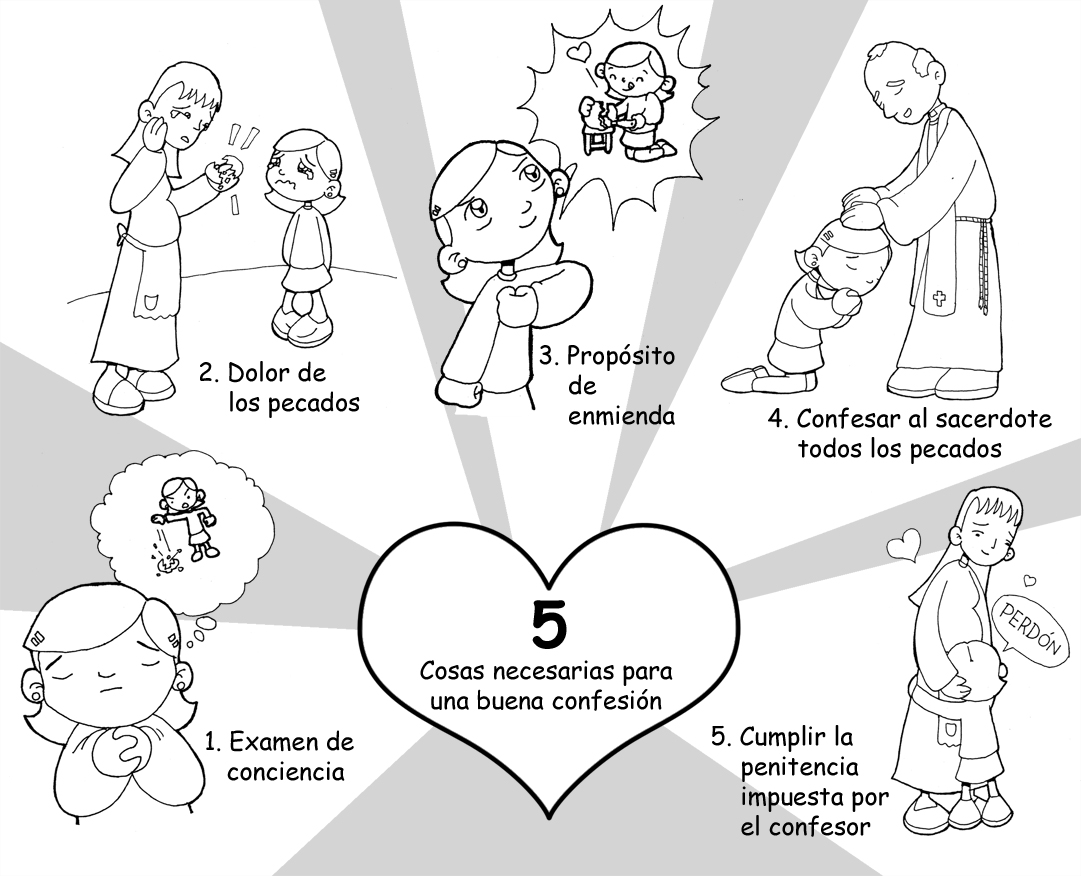 5
Cosas necesarias para
una buena confesión
1. Examen de
conciencia
2. Dolor de
los pecados
3. Propósito
de
enmienda
4. Confesar al sacerdote
todos los pecados
5. Cumplir la
penitencia
impuesta por
el confesor
PERDÓN